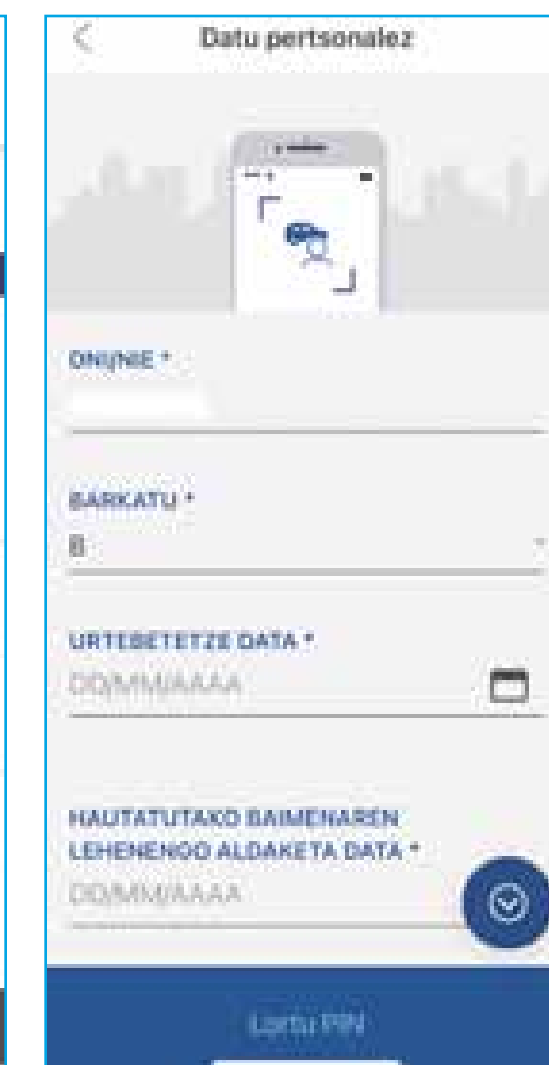 Datu pertsonalez
DNI/NIE *
BARKATU *
B
URTEBETETZE DATA *
DD/MM/AAAA
HAUTATUTAKO BAIMENAREN
LEHENENGO ALDAKETA DATA *
DD/MM/AAAA
Lortu PIN